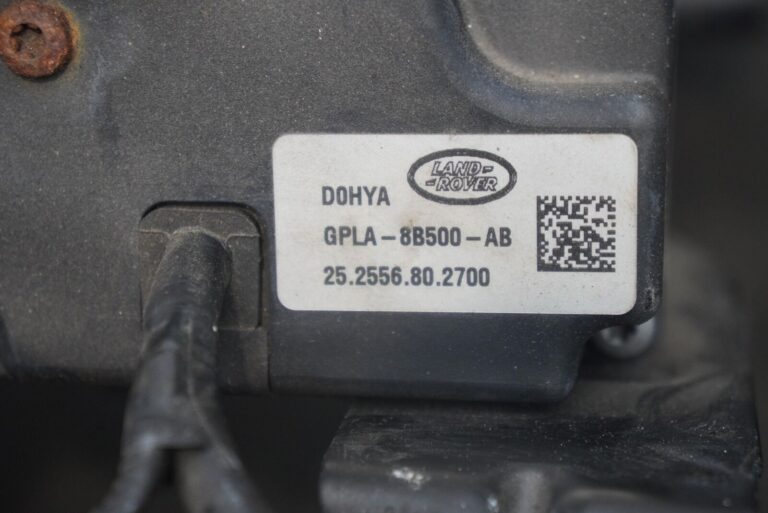 LAND-
-ROVER
D0HYA
GPLA-8B500-AB
25.2556.80.2700